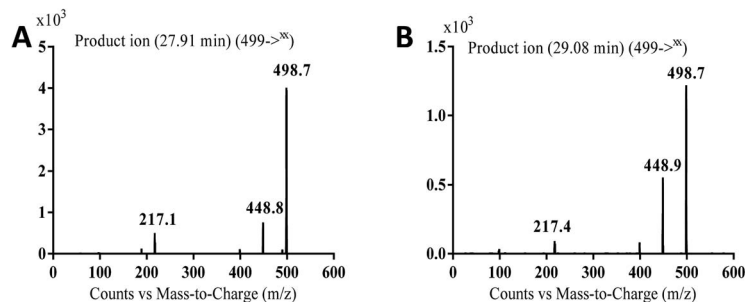 A
x10³
Product ion (27.91 min) (499->ˣˣ)
498.7
448.8
217.1
5
4
3
2
1
0
0 100 200 300 400 500 600
Counts vs Mass-to-Charge (m/z)
B
x10³
Product ion (29.08 min) (499->ˣˣ)
498.7
448.9
217.4
1.5
1.0
0.5
0.0
0 100 200 300 400 500 600
Counts vs Mass-to-Charge (m/z)